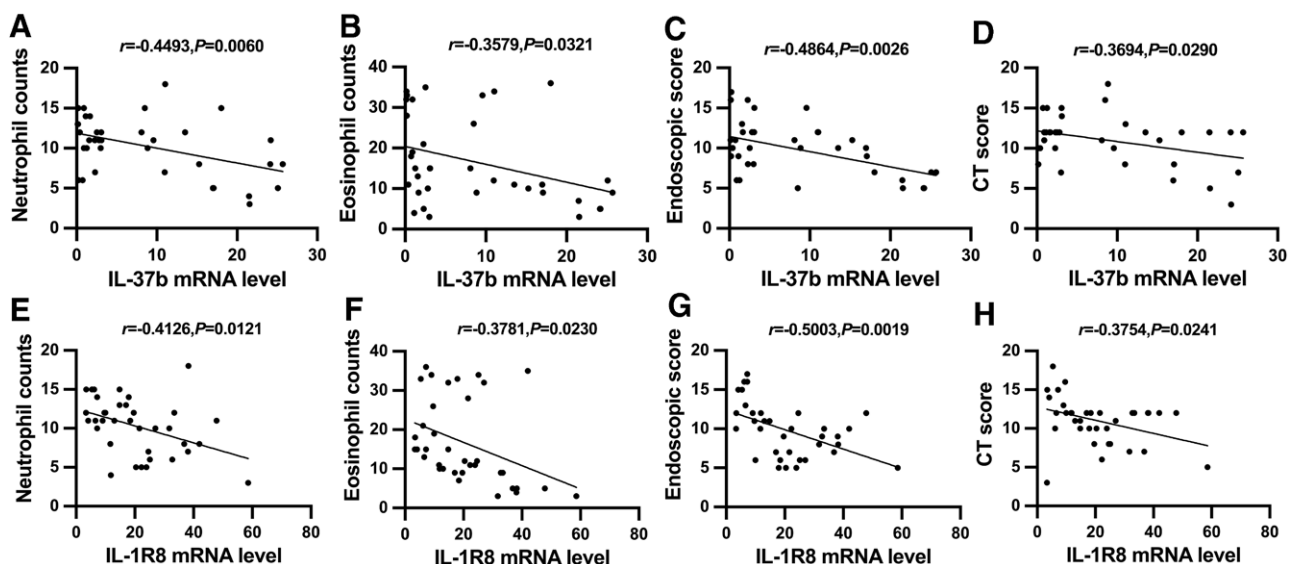 A
r=-0.4493,P=0.0060
Neutrophil counts
20
15
10
5
0
0 10 20 30
IL-37b mRNA level
B
r=-0.3579,P=0.0321
Eosinophil counts
40
30
20
10
0
0 10 20 30
IL-37b mRNA level
C
r=-0.4864,P=0.0026
Endoscopic score
20
15
10
5
0
0 10 20 30
IL-37b mRNA level
D
r=-0.3694,P=0.0290
CT score
20
15
10
5
0
0 10 20 30
IL-37b mRNA level
E
r=-0.4126,P=0.0121
Neutrophil counts
20
15
10
5
0
0 20 40 60 80
IL-1R8 mRNA level
F
r=-0.3781,P=0.0230
Eosinophil counts
40
30
20
10
0
0 20 40 60 80
IL-1R8 mRNA level
G
r=-0.5003,P=0.0019
Endoscopic score
20
15
10
5
0
0 20 40 60 80
IL-1R8 mRNA level
H
r=-0.3754,P=0.0241
CT score
20
15
10
5
0
0 20 40 60 80
IL-1R8 mRNA level